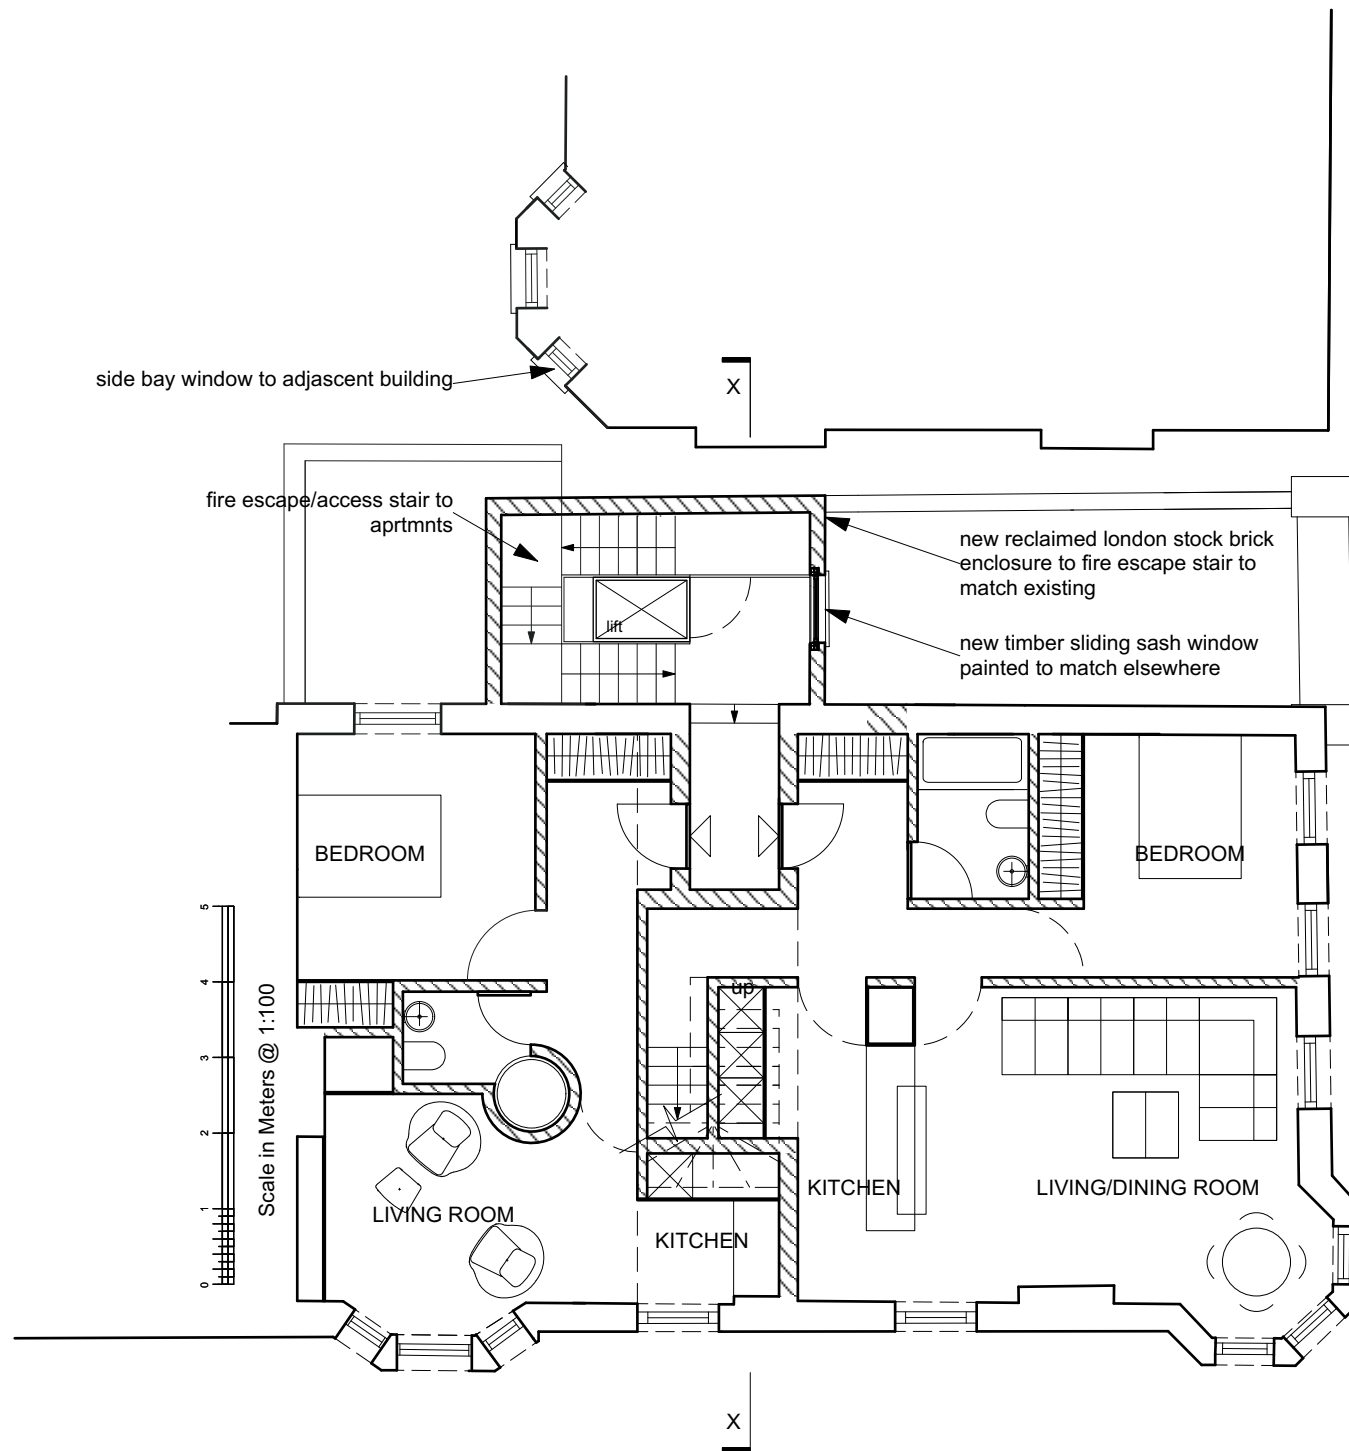 X
side bay window to adjascent building
fire escape/access stair to
aprtmnts
new reclaimed london stock brick
enclosure to fire escape stair to
match existing
new timber sliding sash window
painted to match elsewhere
lift
BEDROOM
BEDROOM
up
5
4
3
2
1
0
Scale in Meters @ 1:100
LIVING ROOM
KITCHEN
KITCHEN
LIVING/DINING ROOM
X